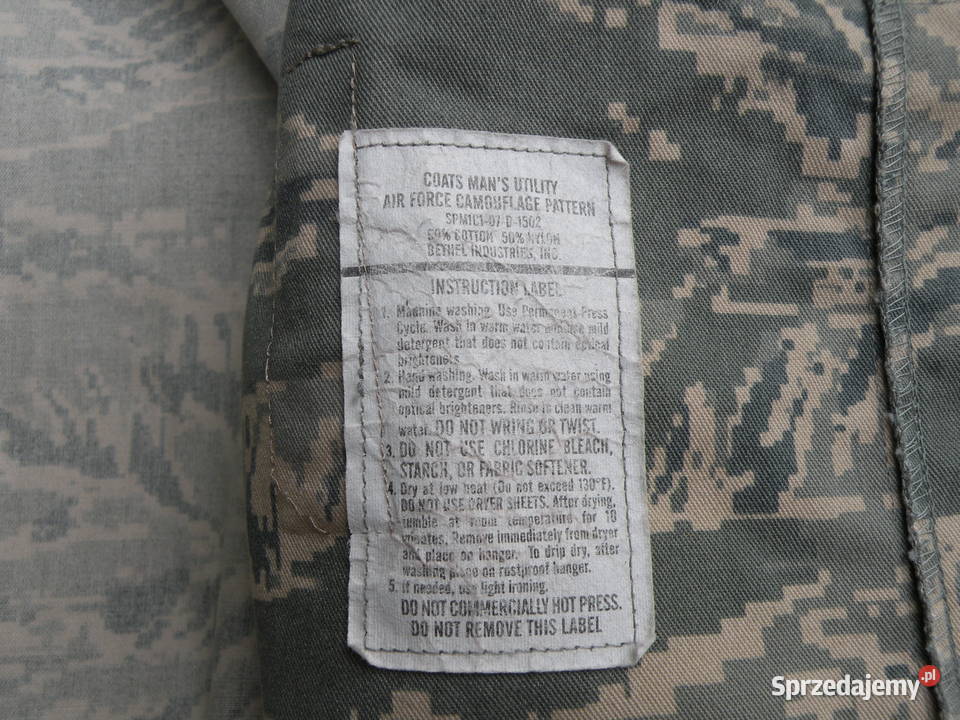 COATS MAN'S UTILITY
AIR FORCE CAMOUFLAGE PATTERN
SPM1C1-07-D-1502
50% COTTON 50% NYLON
BETHEL INDUSTRIES, INC.
INSTRUCTION LABEL
1. Machine washing. Use Permanent Press
Cycle. Wash in warm water and use mild
detergent that does not contain optical
brighteners.
2. Hand washing. Wash in warm water using
mild detergent that does not contain
optical brighteners. Rinse in clean warm
water. DO NOT WRING OR TWIST.
3. DO NOT USE CHLORINE BLEACH,
STARCH, OR FABRIC SOFTENER.
4. Dry at low heat (Do not exceed 130°F).
DO NOT USE DRYER SHEETS. After drying,
tumble at room temperature for 10
minutes. Remove immediately from dryer
and place on hanger. To drip dry, after
washing place on rustproof hanger.
5. If needed, use light ironing.
DO NOT COMMERCIALLY HOT PRESS.
DO NOT REMOVE THIS LABEL
Sprzedajemy.pl